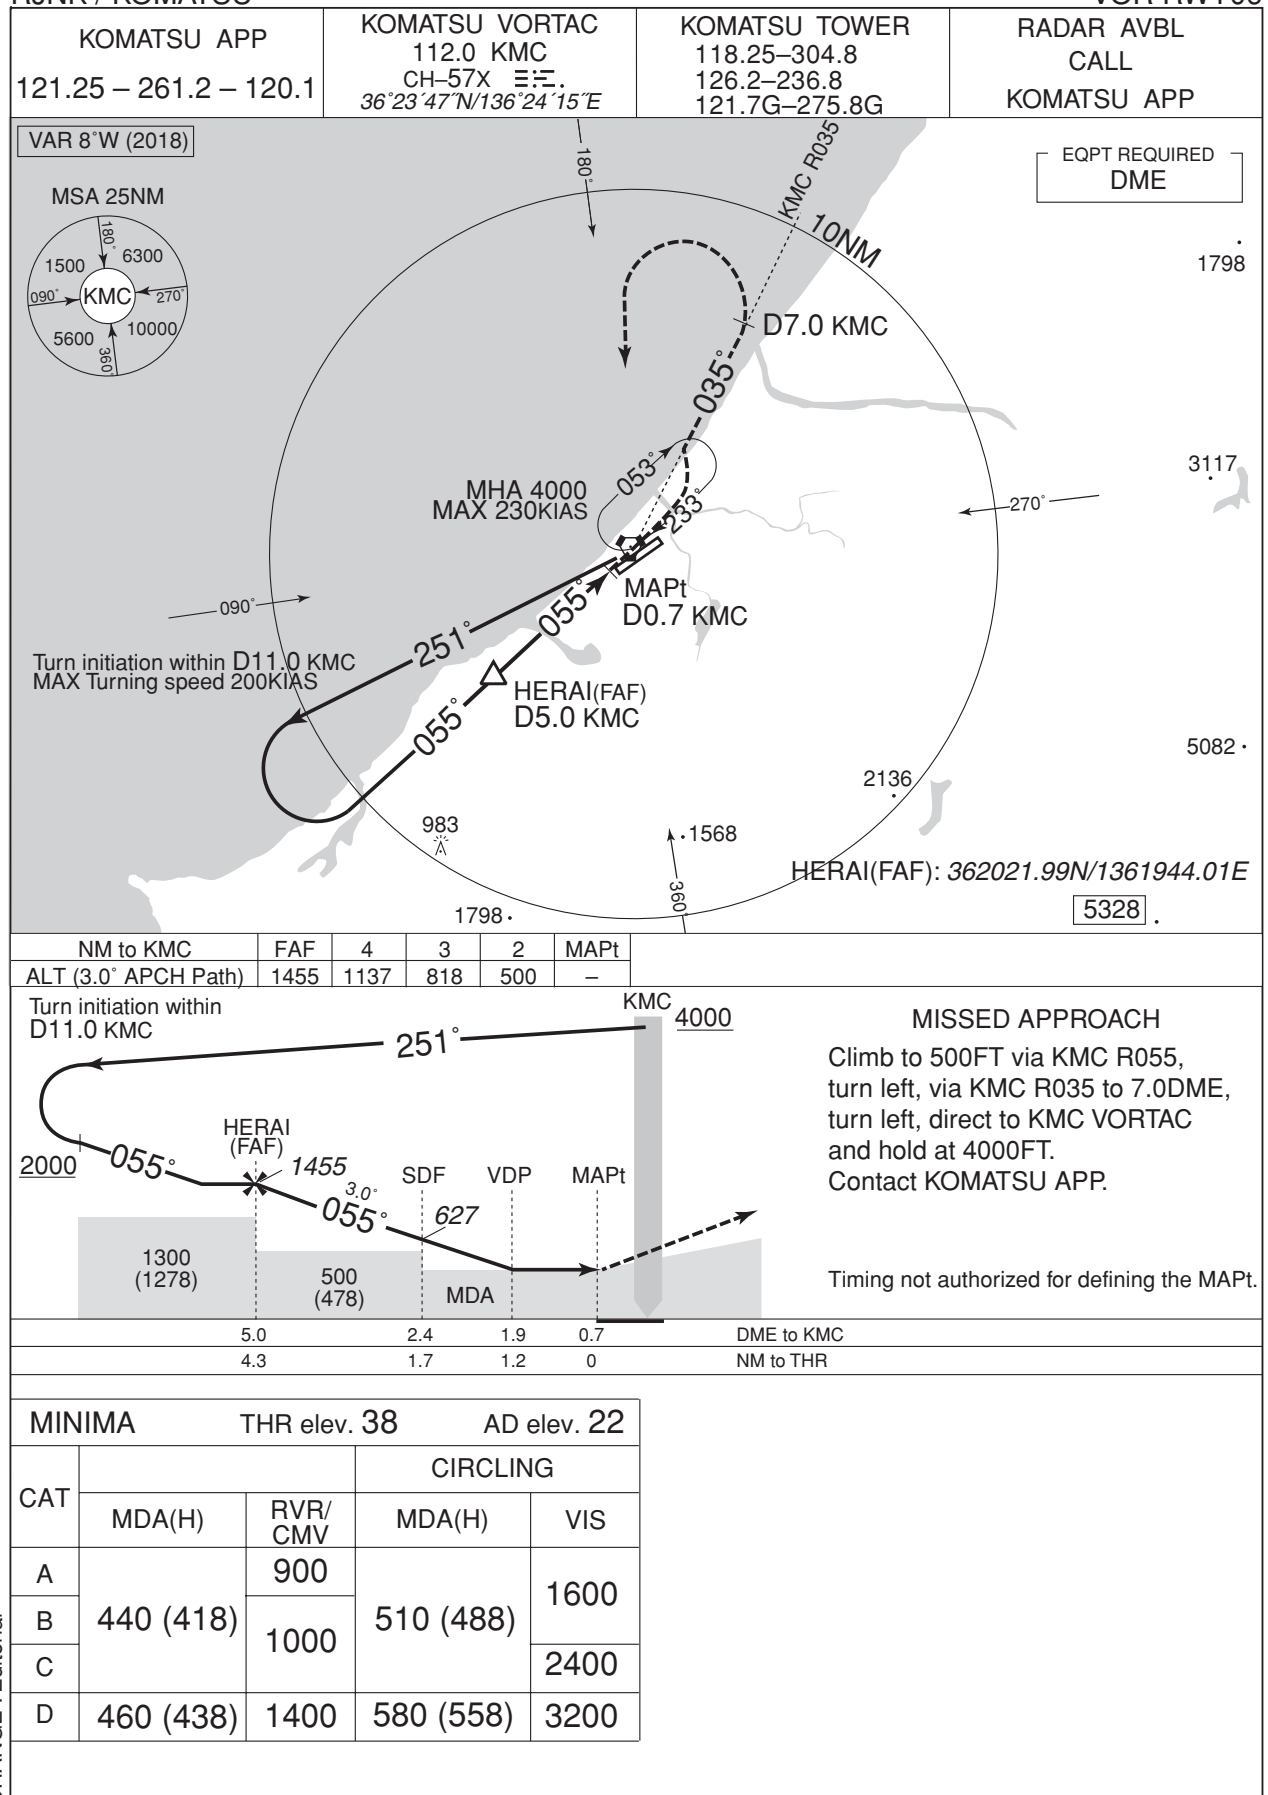 RJNK / KOMATSU
KOMATSU APP
121.25 – 261.2 – 120.1
KOMATSU VORTAC
112.0 KMC
CH–57X
36°23´47˝N/136°24´15˝E
KOMATSU TOWER
118.25–304.8
126.2–236.8
121.7G–275.8G
RADAR AVBL
CALL
KOMATSU APP
VAR 8°W (2018)
MSA 25NM
180°
1500
6300
090°
KMC
270°
5600
10000
360°
180°
KMC R035
10NM
EQPT REQUIRED
DME
1798
D7.0 KMC
035°
3117
053°
MHA 4000
MAX 230KIAS
233°
270°
MAPt
D0.7 KMC
090°
055°
251°
Turn initiation within D11.0 KMC
MAX Turning speed 200KIAS
HERAI(FAF)
D5.0 KMC
055°
5082
2136
983
1568
HERAI(FAF): 362021.99N/1361944.01E
360°
1798
5328
NM to KMC FAF 4 3 2 MAPt
ALT (3.0° APCH Path) 1455 1137 818 500 –
Turn initiation within
D11.0 KMC
KMC
4000
251°
HERAI
(FAF)
2000
055°
1455
3.0°
055°
SDF
VDP
MAPt
627
1300
(1278)
500
(478)
MDA
MISSED APPROACH
Climb to 500FT via KMC R055,
turn left, via KMC R035 to 7.0DME,
turn left, direct to KMC VORTAC
and hold at 4000FT.
Contact KOMATSU APP.
Timing not authorized for defining the MAPt.
5.0 2.4 1.9 0.7 DME to KMC
4.3 1.7 1.2 0 NM to THR
MINIMA THR elev. 38 AD elev. 22
CAT
CIRCLING
MDA(H) RVR/CMV MDA(H) VIS
A 900
B 440 (418) 1000 510 (488) 1600
C 2400
D 460 (438) 1400 580 (558) 3200